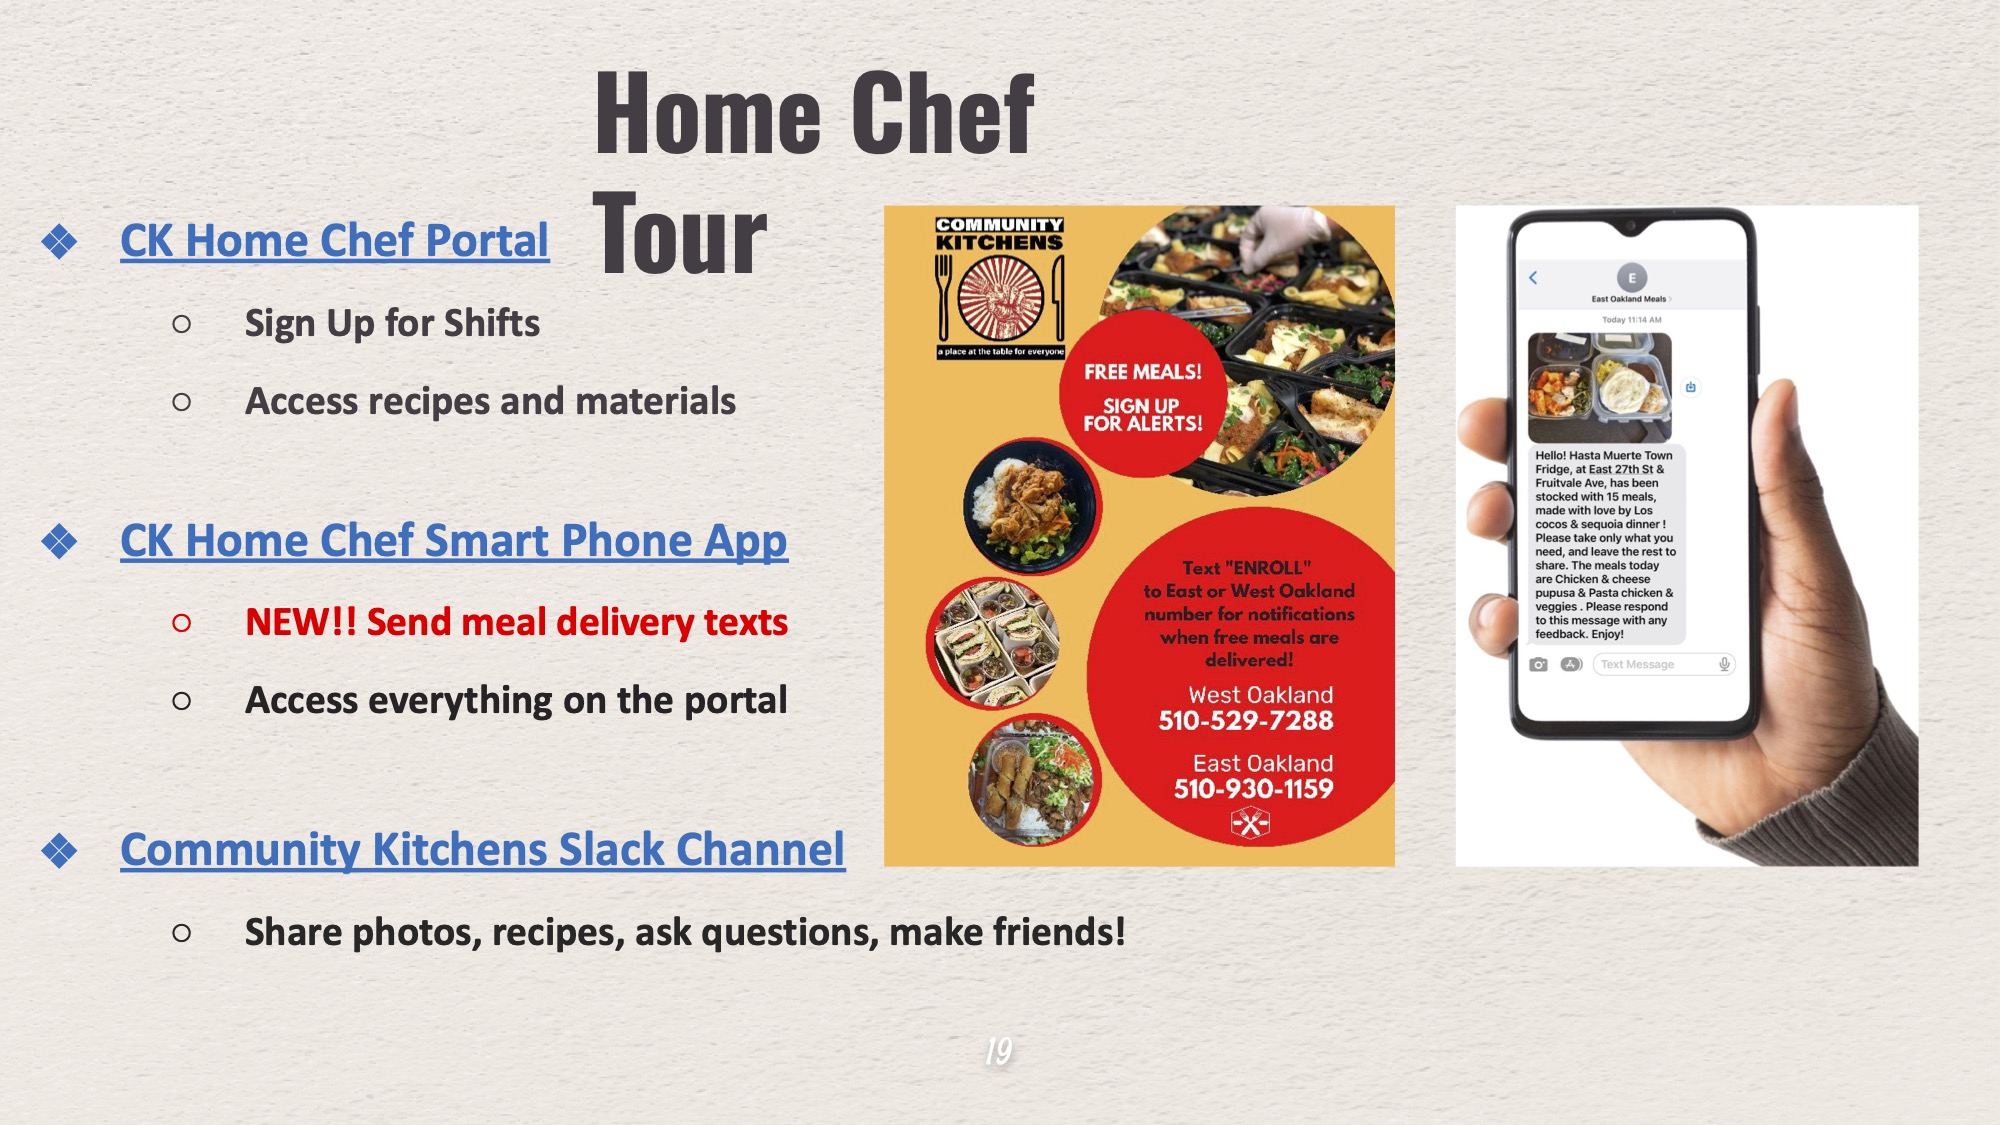 Home Chef
Tour
❖ CK Home Chef Portal
○ Sign Up for Shifts
○ Access recipes and materials
❖ CK Home Chef Smart Phone App
○ NEW!! Send meal delivery texts
○ Access everything on the portal
❖ Community Kitchens Slack Channel
○ Share photos, recipes, ask questions, make friends!
COMMUNITY
KITCHENS
a place at the table for everyone
FREE MEALS!
SIGN UP
FOR ALERTS!
Text "ENROLL"
to East or West Oakland
number for notifications
when free meals are
delivered!
West Oakland
510-529-7288
East Oakland
510-930-1159
E
East Oakland Meals
Today 11:14 AM
Hello! Hasta Muerte Town
Fridge, at East 27th St &
Fruitvale Ave, has been
stocked with 15 meals,
made with love by Los
cocos & sequoia dinner !
Please take only what you
need, and leave the rest to
share. The meals today
are Chicken & cheese
pupusa & Pasta chicken &
veggies . Please respond
to this message with any
feedback. Enjoy!
Text Message
19